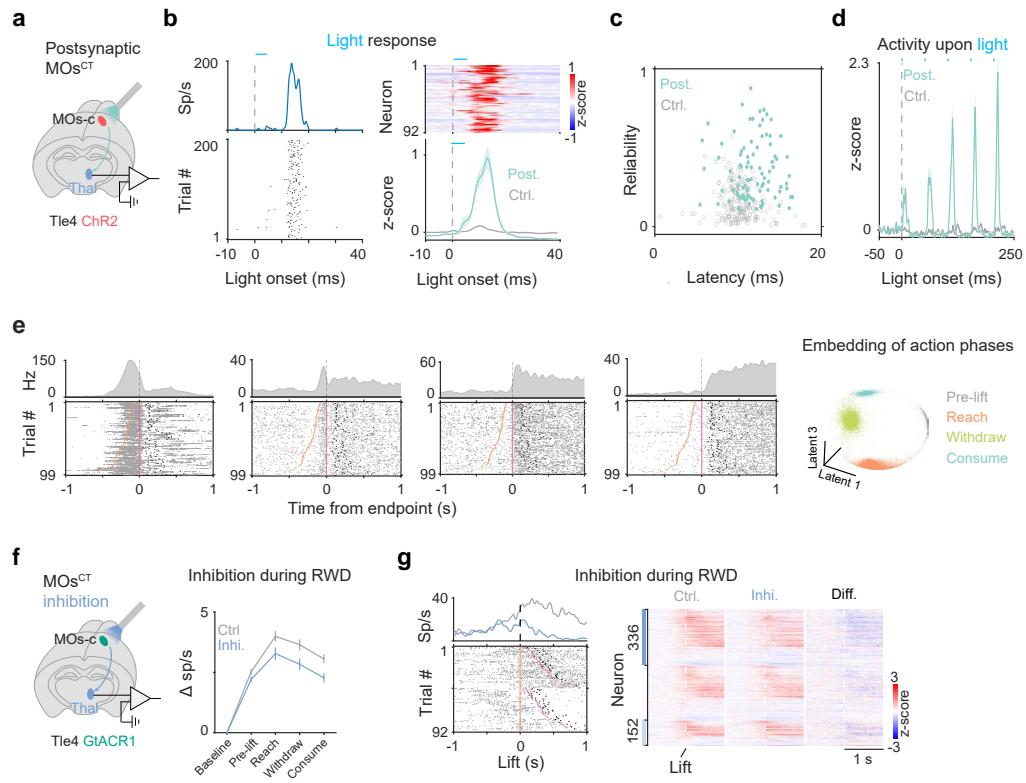 a
Postsynaptic
MOsCT
MOs-c
Thal
Tle4 ChR2
b
Light response
200
Sp/s
0
200
Trial #
1
-10 0 40
Light onset (ms)
1
Neuron
92
1
z-score
-1
1
z-score
0
Post.
Ctrl.
-10 0 40
Light onset (ms)
c
1
Post.
Ctrl.
Reliability
0
0 20
Latency (ms)
d
Activity upon light
2.3
Post.
Ctrl.
z-score
0
-50 0 250
Light onset (ms)
e
150
Hz
0
1
Trial #
99
-1 0 1
40
0
1
99
-1 0 1
60
0
1
99
-1 0 1
40
0
1
99
-1 0 1
Time from endpoint (s)
Embedding of action phases
Pre-lift
Reach
Withdraw
Consume
Latent 3
Latent 1
f
MOsCT
inhibition
MOs-c
Thal
Tle4 GtACR1
Inhibition during RWD
5
Ctrl
Inhi.
Δ sp/s
0
Baseline
Pre-lift
Reach
Withdraw
Consume
g
Inhibition during RWD
40
Sp/s
0
1
Trial #
92
-1 0 1
Lift (s)
Ctrl. Inhi. Diff.
336
Neuron
152
Lift
3
z-score
-3
1 s